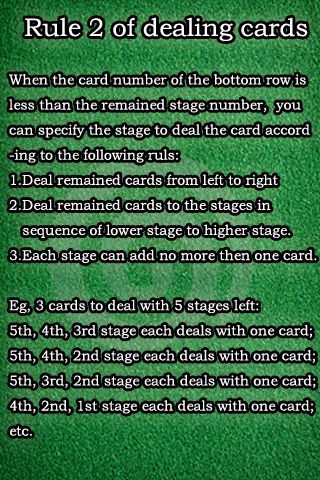 Rule 2 of dealing cards
When the card number of the bottom row is
less than the remained stage number, you
can specify the stage to deal the card accord
-ing to the following ruls:
1.Deal remained cards from left to right
2.Deal remained cards to the stages in
sequence of lower stage to higher stage.
3.Each stage can add no more then one card.
Eg, 3 cards to deal with 5 stages left:
5th, 4th, 3rd stage each deals with one card;
5th, 4th, 2nd stage each deals with one card;
5th, 3rd, 2nd stage each deals with one card;
4th, 2nd, 1st stage each deals with one card;
etc.